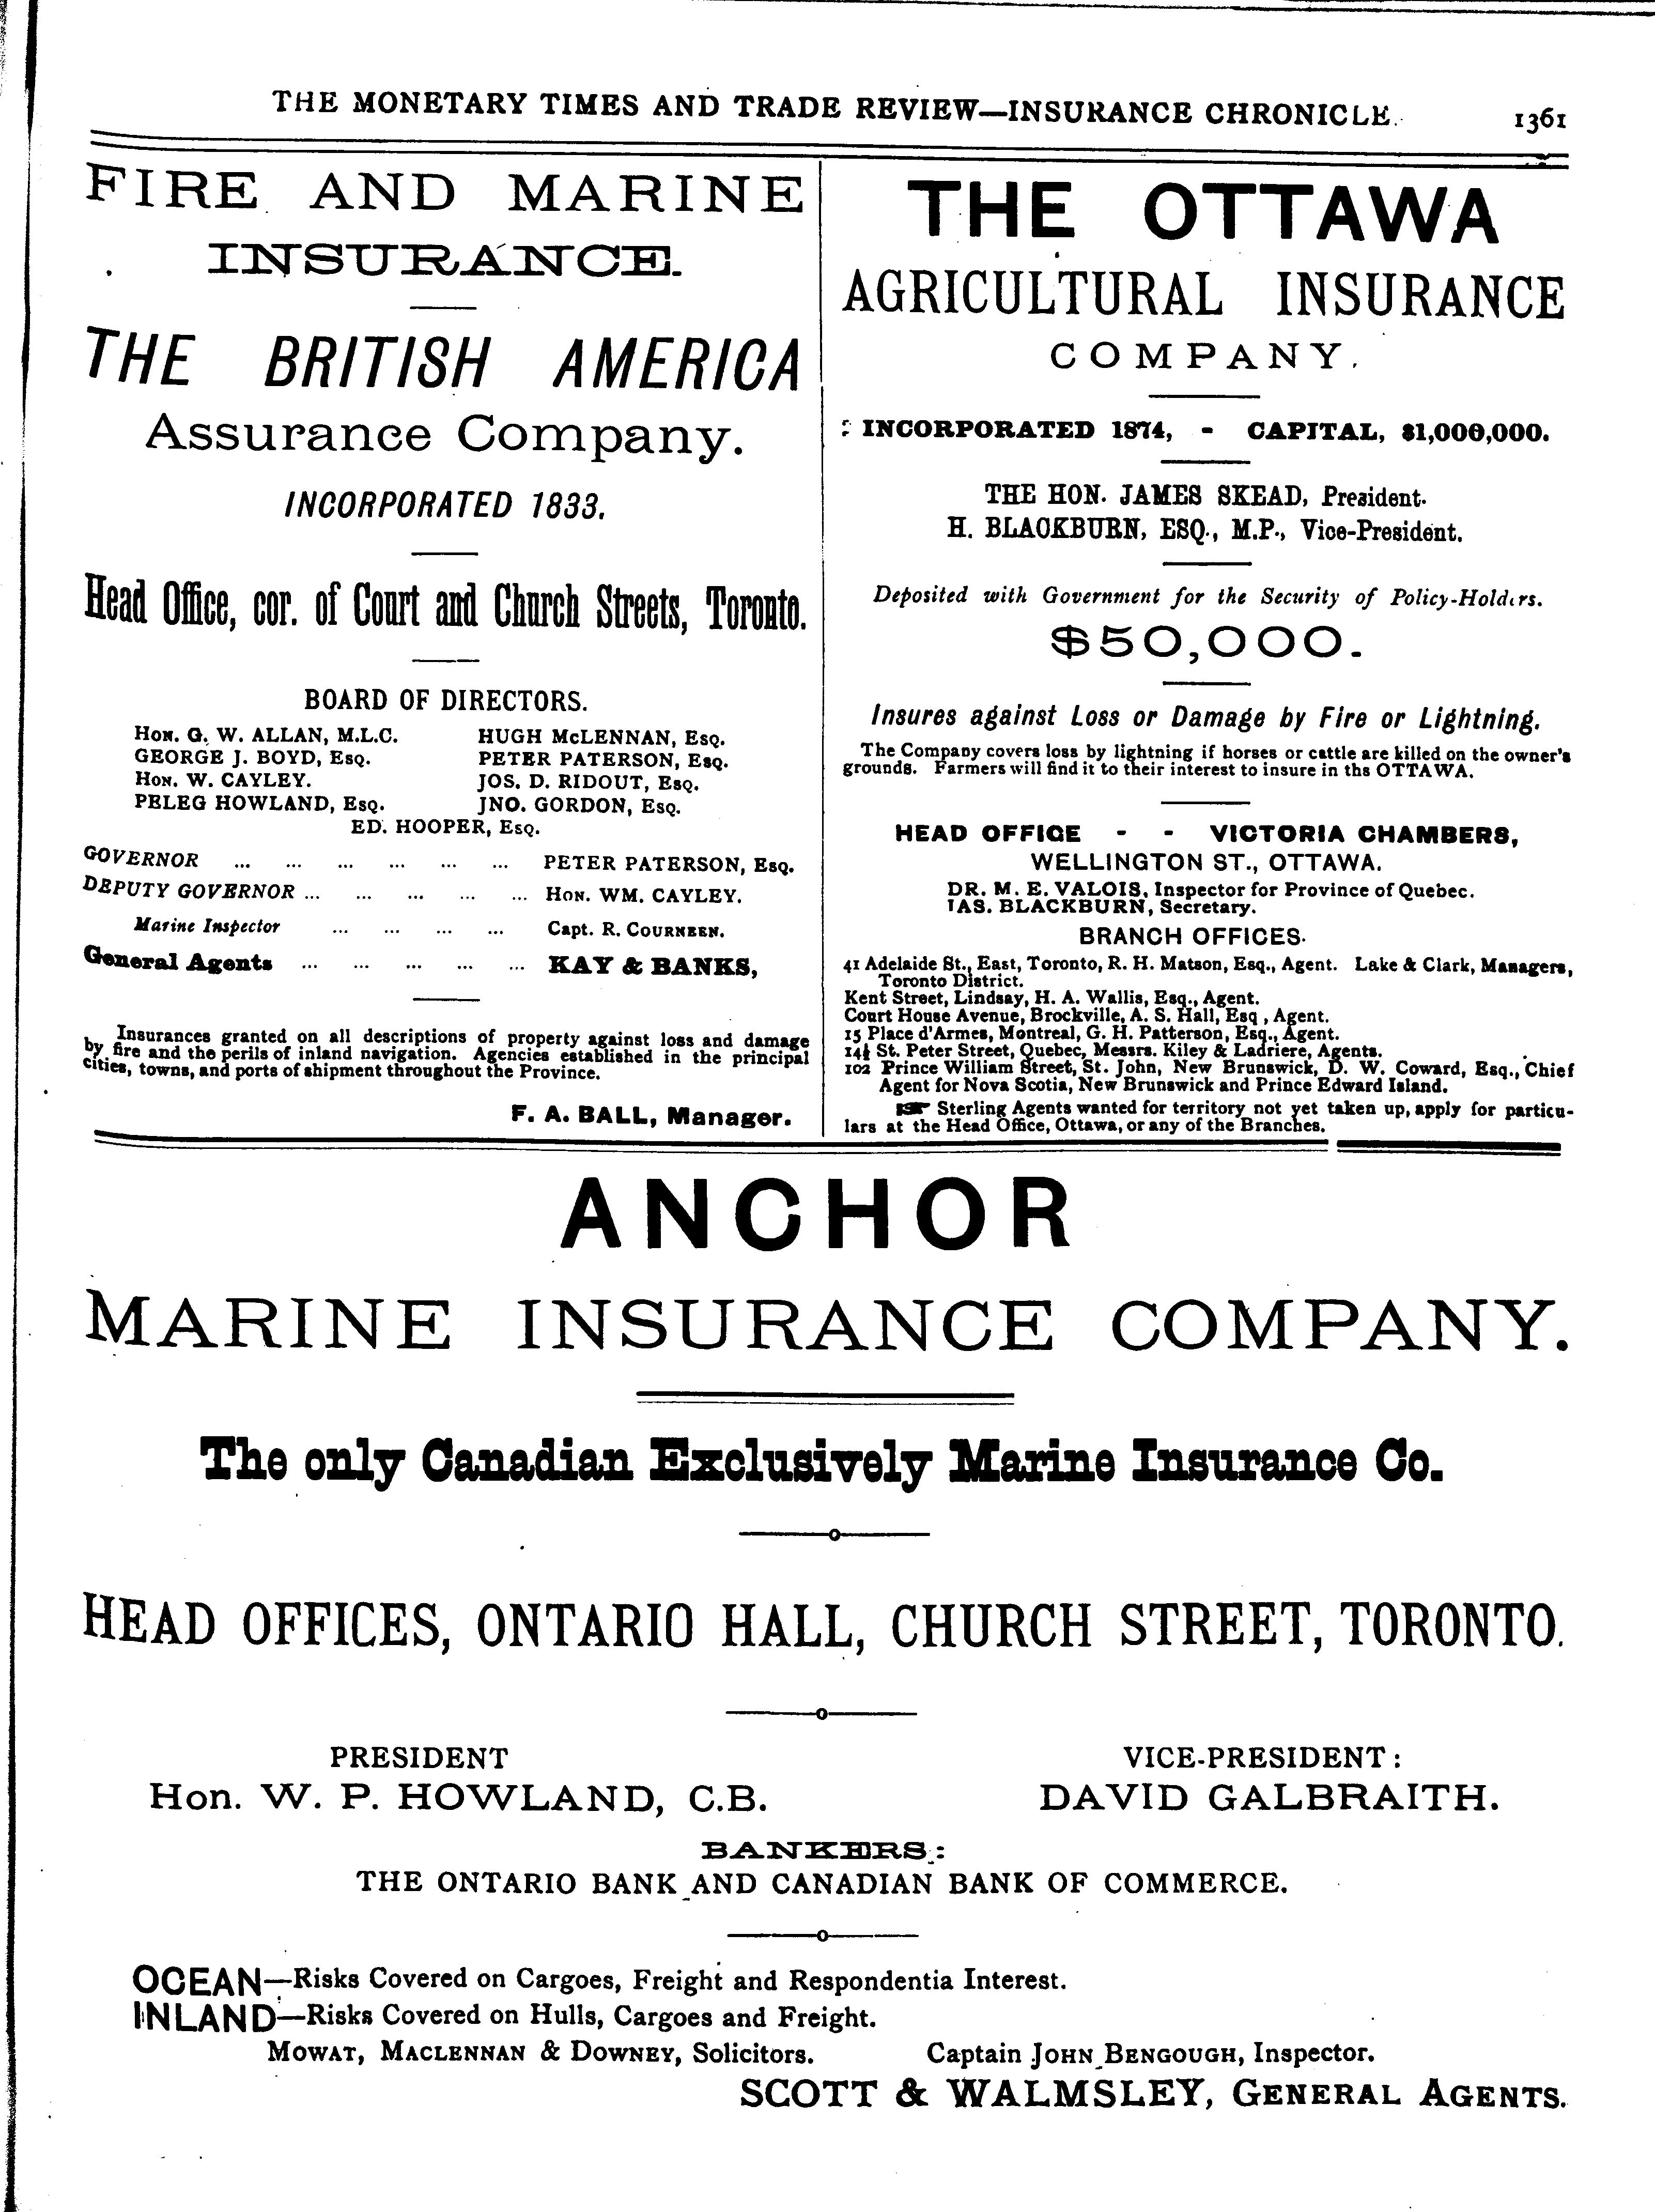 THE MONETARY TIMES AND TRADE REVIEW—INSURANCE CHRONICLE. 1361
FIRE AND MARINE
INSURANCE.
THE BRITISH AMERICA
Assurance Company.
INCORPORATED 1833.
Head Office, cor. of Court and Church Streets, Toronto.
BOARD OF DIRECTORS.
HON. G. W. ALLAN, M.L.C. HUGH McLENNAN, ESQ.
GEORGE J. BOYD, ESQ. PETER PATERSON, ESQ.
HON. W. CAYLEY. JOS. D. RIDOUT, ESQ.
PELEG HOWLAND, ESQ. JNO. GORDON, ESQ.
ED. HOOPER, ESQ.
GOVERNOR ... ... ... ... ... ... PETER PATERSON, ESQ.
DEPUTY GOVERNOR ... ... ... ... ... HON. WM. CAYLEY.
Marine Inspector ... ... ... ... Capt. R. COURNEEN.
General Agents ... ... ... ... ... KAY & BANKS,
Insurances granted on all descriptions of property against loss and damage
by fire and the perils of inland navigation. Agencies established in the principal
cities, towns, and ports of shipment throughout the Province.
F. A. BALL, Manager.
THE OTTAWA
AGRICULTURAL INSURANCE
COMPANY.
INCORPORATED 1874, - CAPITAL, $1,000,000.
THE HON. JAMES SKEAD, President.
H. BLACKBURN, ESQ., M.P., Vice-President.
Deposited with Government for the Security of Policy-Holders.
$50,000.
Insures against Loss or Damage by Fire or Lightning.
The Company covers loss by lightning if horses or cattle are killed on the owner's
grounds. Farmers will find it to their interest to insure in ths OTTAWA.
HEAD OFFICE - - VICTORIA CHAMBERS,
WELLINGTON ST., OTTAWA.
DR. M. E. VALOIS, Inspector for Province of Quebec.
JAS. BLACKBURN, Secretary.
BRANCH OFFICES.
41 Adelaide St., East, Toronto, R. H. Matson, Esq., Agent. Lake & Clark, Managers,
Toronto District.
Kent Street, Lindsay, H. A. Wallis, Esq., Agent.
Court House Avenue, Brockville, A. S. Hall, Esq , Agent.
15 Place d'Armes, Montreal, G. H. Patterson, Esq., Agent.
14½ St. Peter Street, Quebec, Messrs. Kiley & Ladriere, Agents.
102 Prince William Street, St. John, New Brunswick, D. W. Coward, Esq., Chief
Agent for Nova Scotia, New Brunswick and Prince Edward Island.
☞ Sterling Agents wanted for territory not yet taken up, apply for particu-
lars at the Head Office, Ottawa, or any of the Branches.
ANCHOR
MARINE INSURANCE COMPANY.
The only Canadian Exclusively Marine Insurance Co.
HEAD OFFICES, ONTARIO HALL, CHURCH STREET, TORONTO.
PRESIDENT VICE-PRESIDENT:
Hon. W. P. HOWLAND, C.B. DAVID GALBRAITH.
BANKERS:
THE ONTARIO BANK AND CANADIAN BANK OF COMMERCE.
OCEAN—Risks Covered on Cargoes, Freight and Respondentia Interest.
INLAND—Risks Covered on Hulls, Cargoes and Freight.
MOWAT, MACLENNAN & DOWNEY, Solicitors. Captain JOHN BENGOUGH, Inspector.
SCOTT & WALMSLEY, GENERAL AGENTS.